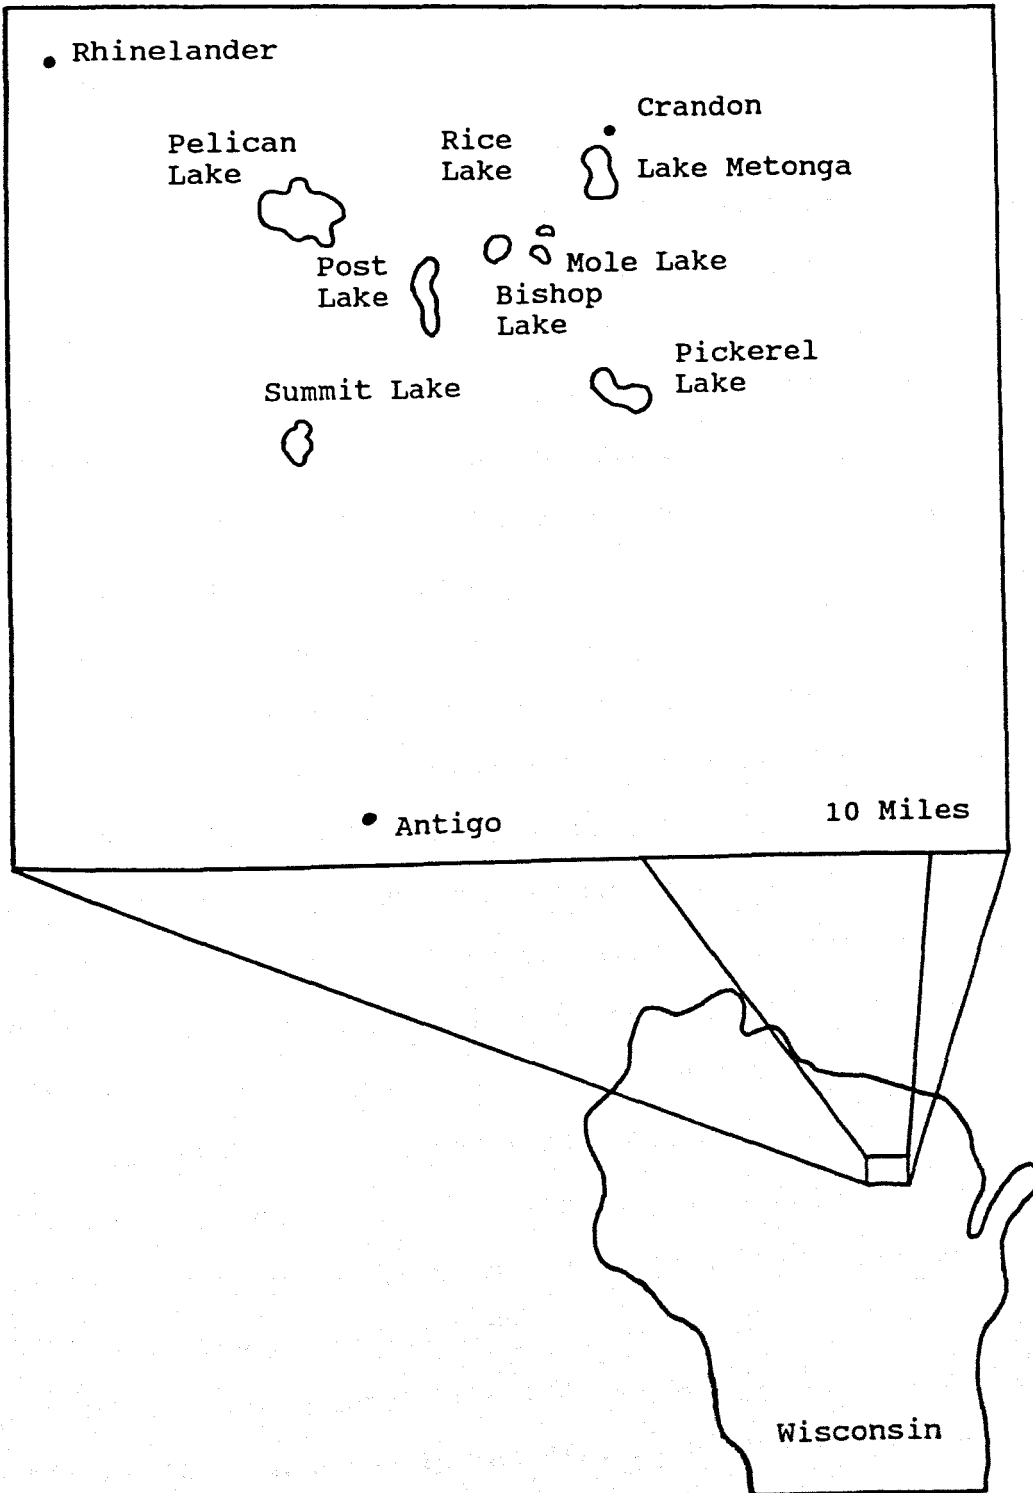 Rhinelander
Crandon
Pelican
Lake
Rice
Lake
Lake Metonga
Post
Lake
Mole Lake
Bishop
Lake
Pickerel
Lake
Summit Lake
Antigo
10 Miles
Wisconsin